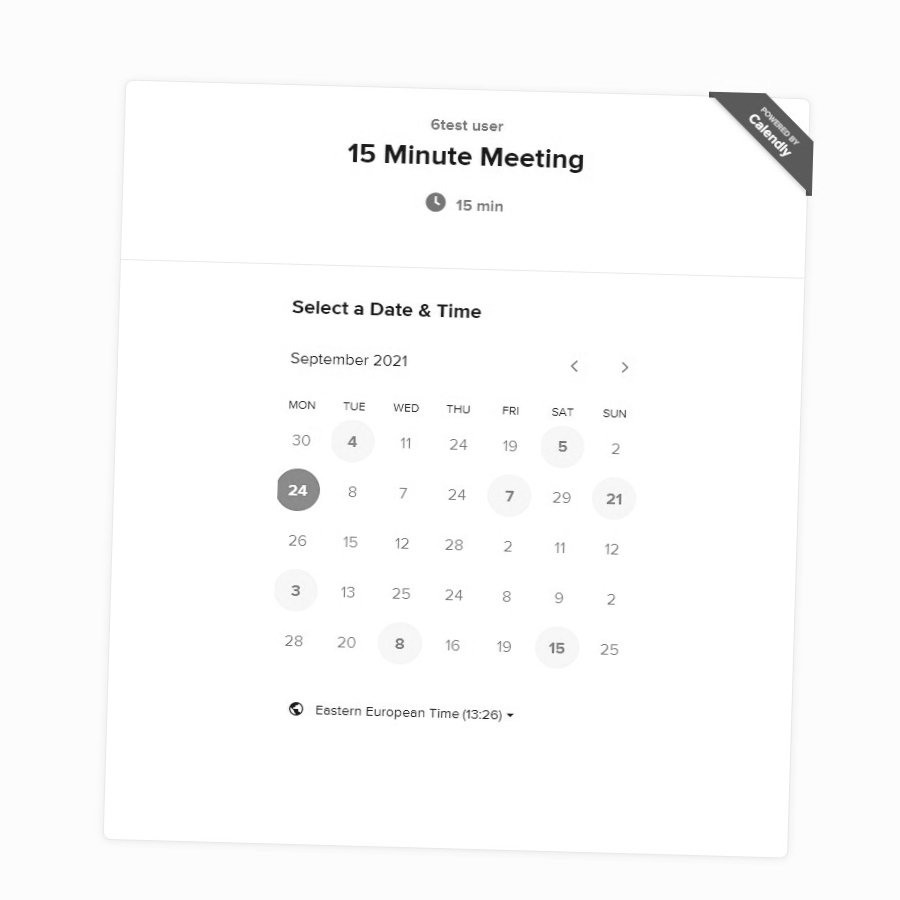 POWERED BY
Calendly
6test user
15 Minute Meeting
15 min
Select a Date & Time
September 2021
MON TUE WED THU FRI SAT SUN
30 4 11 24 19 5 2
24 8 7 24 7 29 21
26 15 12 28 2 11 12
3 13 25 24 8 9 2
28 20 8 16 19 15 25
Eastern European Time (13:26)